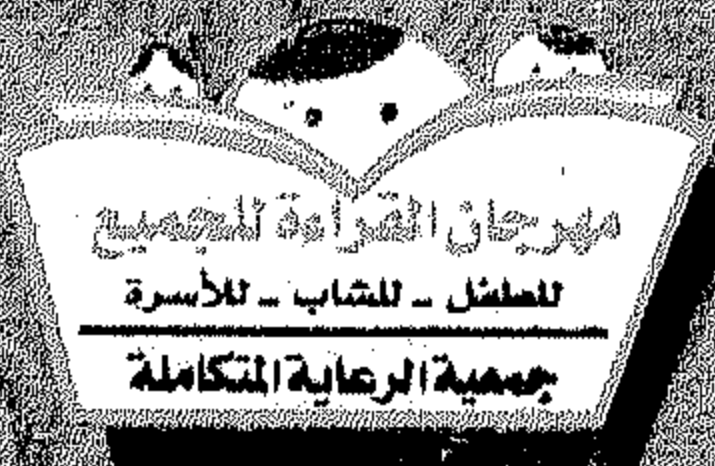 مهرجان القراءة للجميع
للطفل - للشاب - للأسرة
جمعية الرعاية المتكاملة